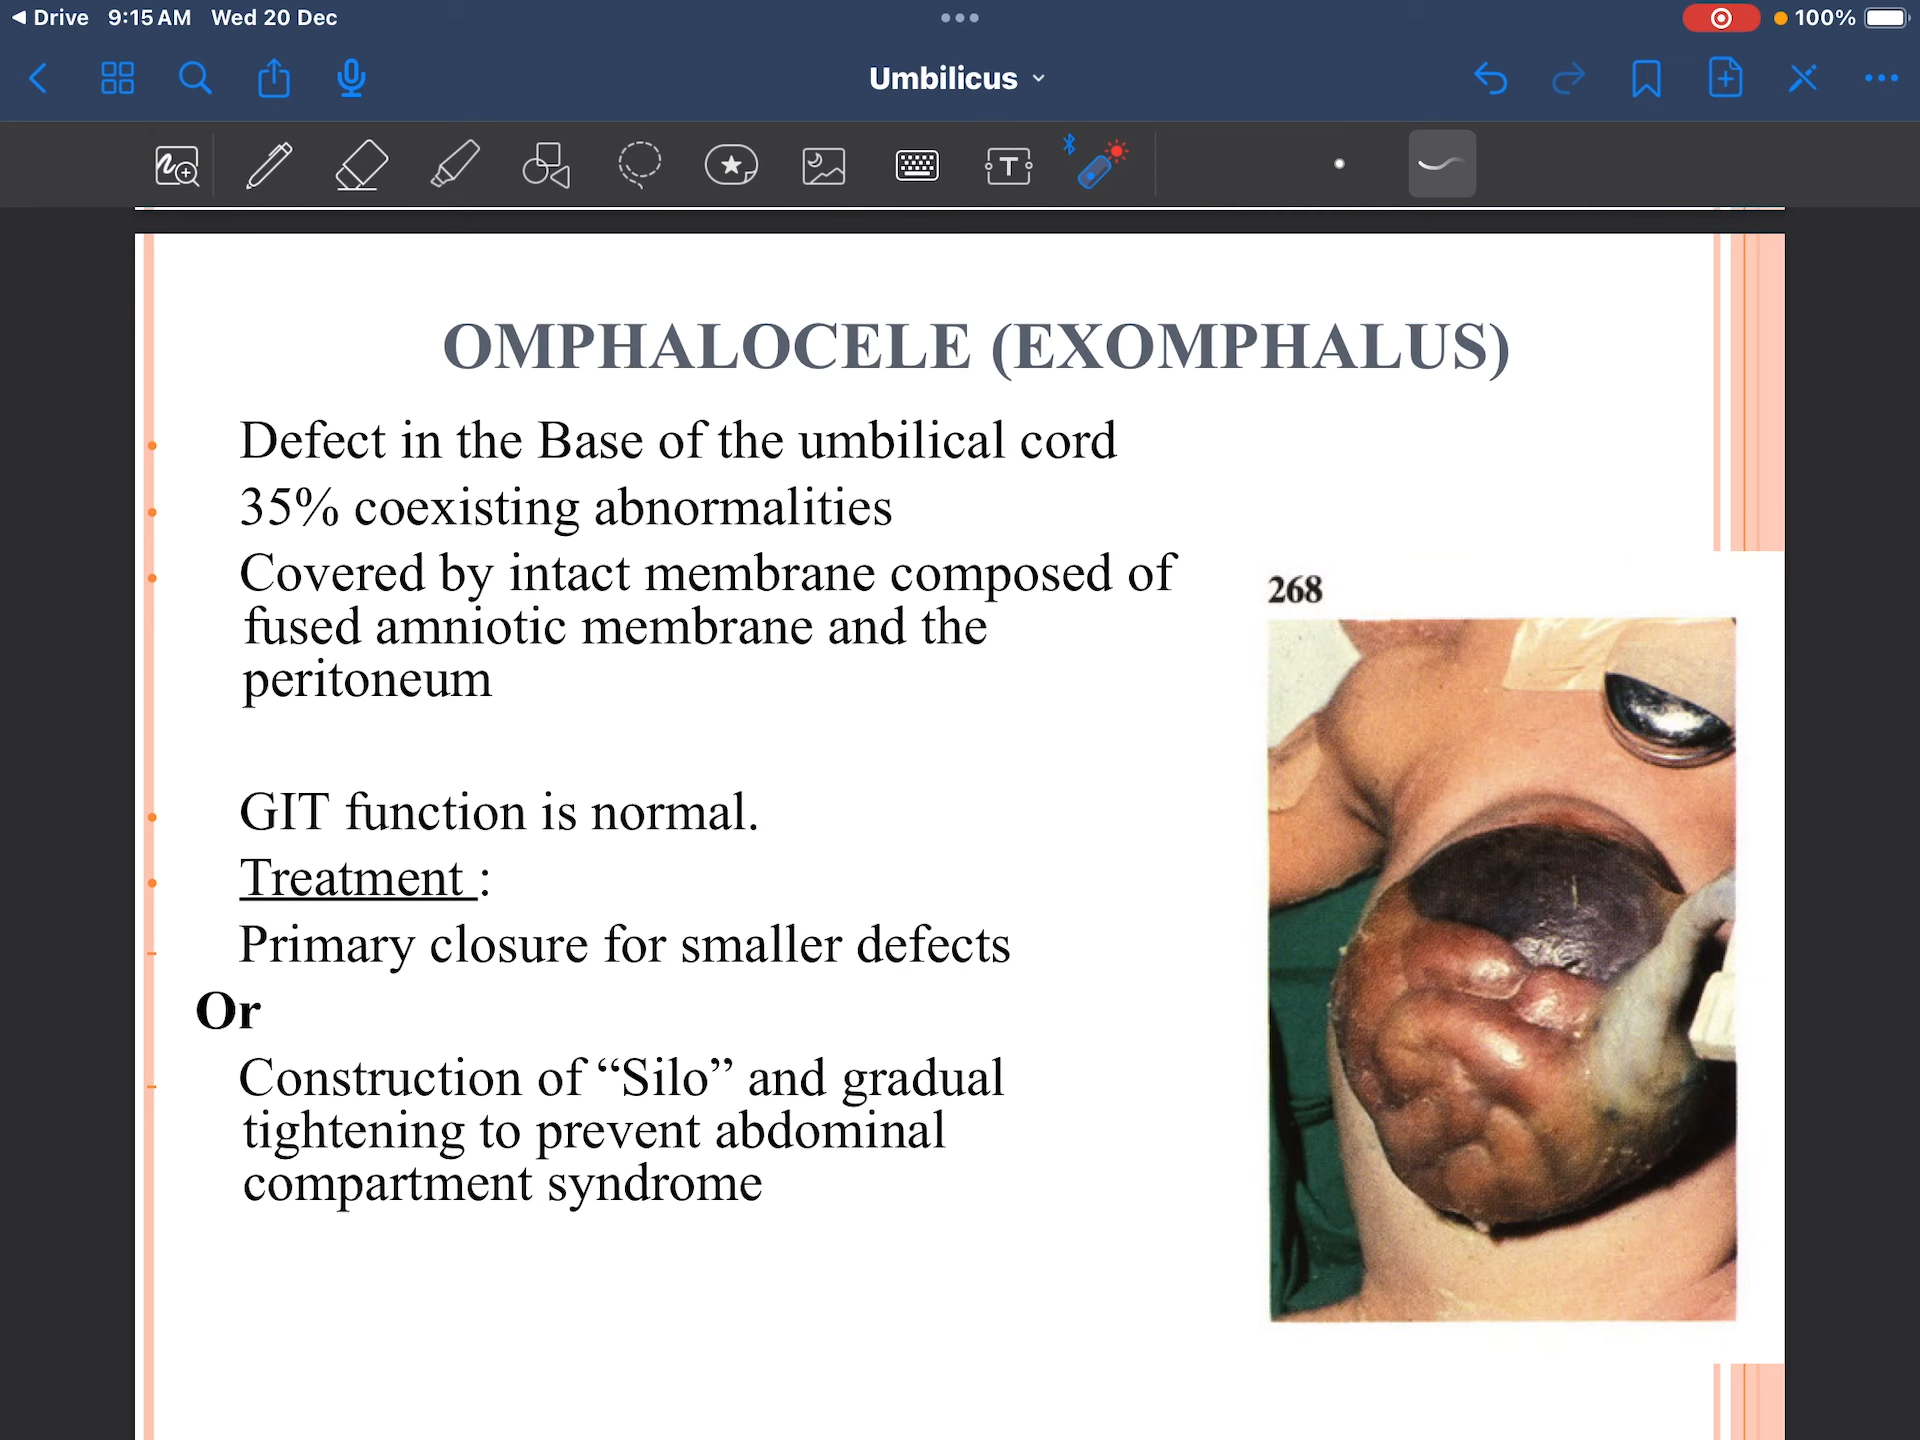 Drive 9:15 AM Wed 20 Dec
100%
Umbilicus
T
OMPHALOCELE (EXOMPHALUS)
• Defect in the Base of the umbilical cord
• 35% coexisting abnormalities
• Covered by intact membrane composed of
fused amniotic membrane and the
peritoneum
• GIT function is normal.
• Treatment :
- Primary closure for smaller defects
Or
- Construction of “Silo” and gradual
tightening to prevent abdominal
compartment syndrome
268